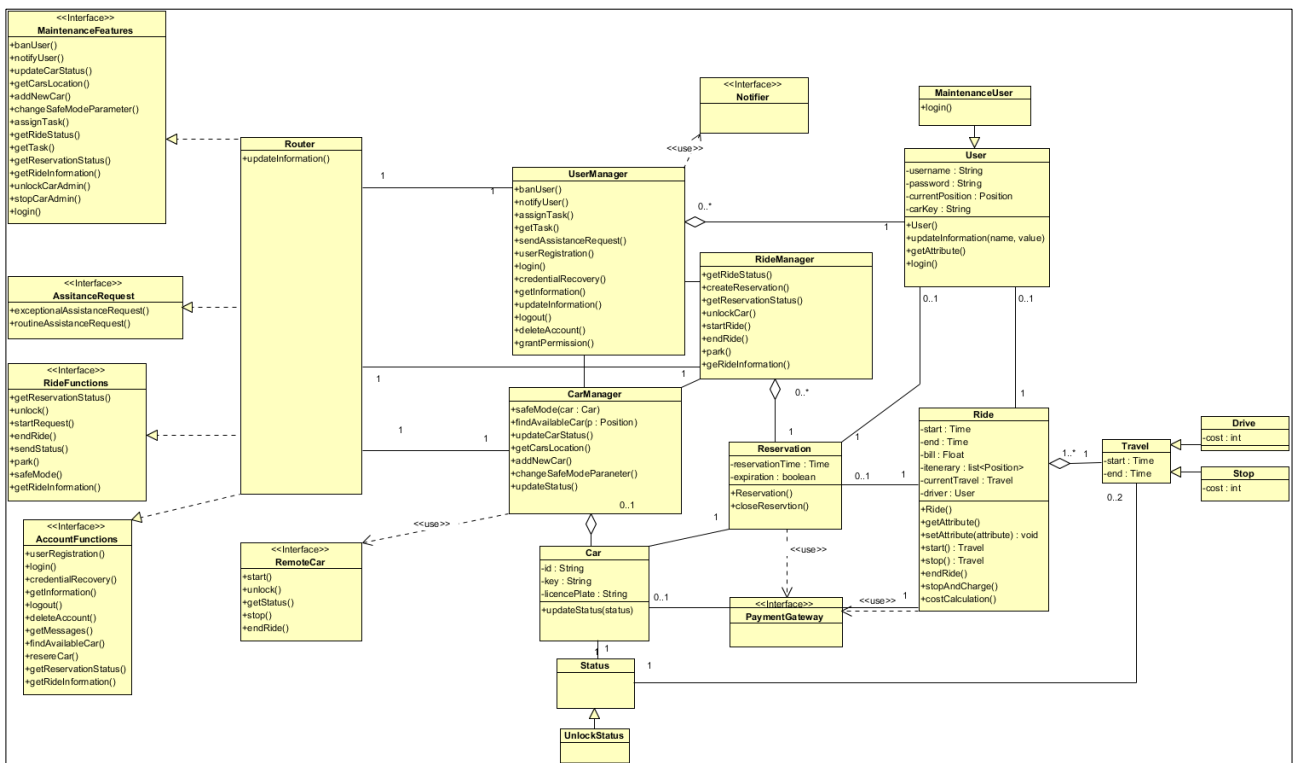 <<Interface>>
MaintenanceFeatures
+banUser()
+notifyUser()
+updateCarStatus()
+getCarsLocation()
+addNewCar()
+changeSafeModeParameter()
+assignTask()
+getRideStatus()
+getTask()
+getReservationStatus()
+getRideInformation()
+unlockCarAdmin()
+stopCarAdmin()
+login()
<<Interface>>
AssitanceRequest
+exceptionalAssistanceRequest()
+routineAssistanceRequest()
<<Interface>>
RideFunctions
+getReservationStatus()
+unlock()
+startRequest()
+endRide()
+sendStatus()
+park()
+safeMode()
+getRideInformation()
<<Interface>>
AccountFunctions
+userRegistration()
+login()
+credentialRecovery()
+getInformation()
+logout()
+deleteAccount()
+getMessages()
+findAvailableCar()
+resereCar()
+getReservationStatus()
+getRideInformation()
Router
+updateInformation()
1
1
1
1
1
1
<<Interface>>
RemoteCar
+start()
+unlock()
+getStatus()
+stop()
+endRide()
<<use>>
<<Interface>>
Notifier
<<use>>
UserManager
+banUser()
+notifyUser()
+assignTask()
+getTask()
+sendAssistanceRequest()
+userRegistration()
+login()
+credentialRecovery()
+getInformation()
+updateInformation()
+logout()
+deleteAccount()
+grantPermission()
0..*
1
RideManager
+getRideStatus()
+createReservation()
+getReservationStatus()
+unlockCar()
+startRide()
+endRide()
+park()
+geRideInformation()
0..*
1
CarManager
+safeMode(car : Car)
+findAvailableCar(p : Position)
+updateCarStatus()
+getCarsLocation()
+addNewCar()
+changeSafeModeParameter()
+updateStatus()
0..1
1
Reservation
-reservationTime : Time
-expiration : boolean
+Reservation()
+closeReservtion()
0..1
1
1
<<use>>
Car
-id : String
-key : String
-licencePlate : String
+updateStatus(status)
0..1
1
<<use>>
<<Interface>>
PaymentGateway
1
1
Status
1
UnlockStatus
MaintenanceUser
+login()
User
-username : String
-password : String
-currentPosition : Position
-carKey : String
+User()
+updateInformation(name, value)
+getAttribute()
+login()
0..1
0..1
1
Ride
-start : Time
-end : Time
-bill : Float
-itenerary : list<Position>
-currentTravel : Travel
-driver : User
+Ride()
+getAttribute()
+setAttribute(attribute) : void
+start() : Travel
+stop() : Travel
+endRide()
+stopAndCharge()
+costCalculation()
1..*
1
Travel
-start : Time
-end : Time
0..2
Drive
-cost : int
Stop
-cost : int